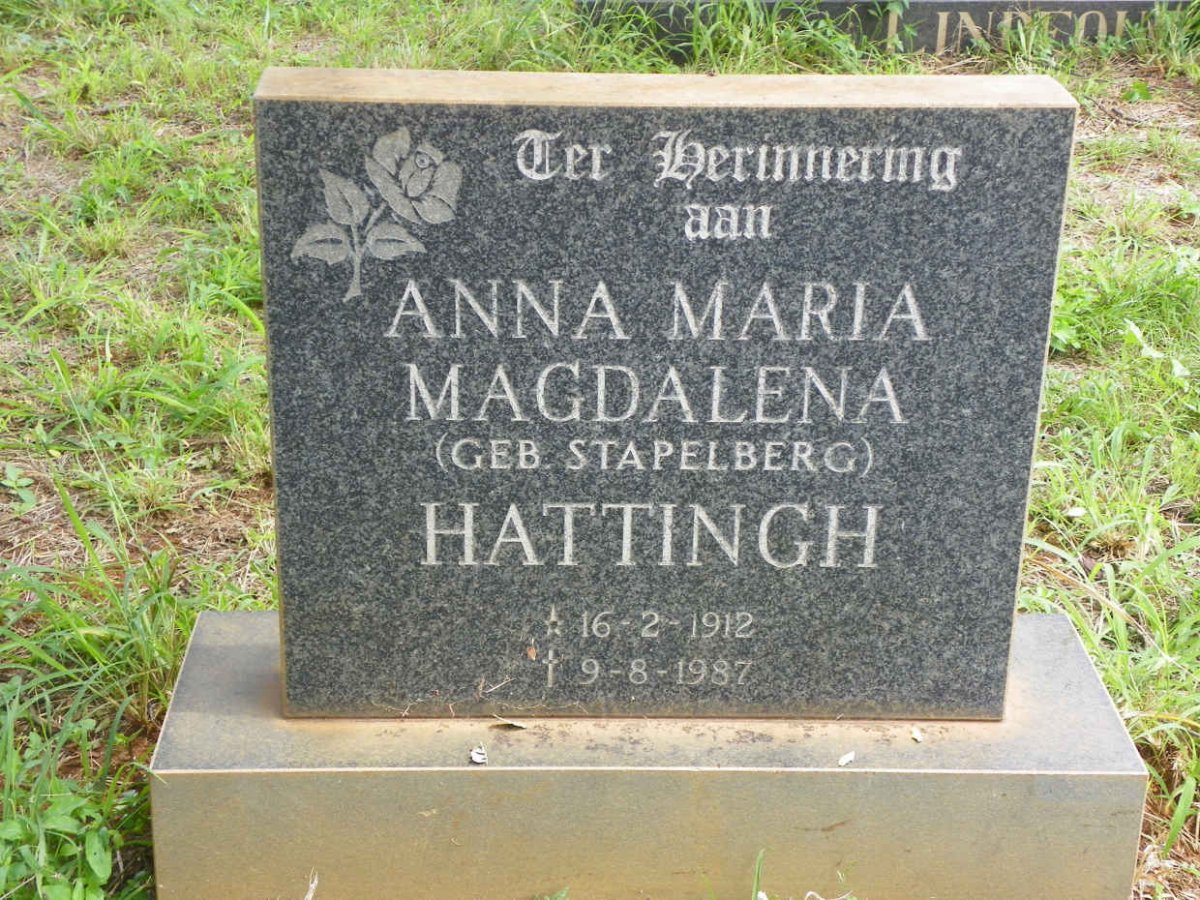 Ter Herinnering
aan
ANNA MARIA
MAGDALENA
(GEB. STAPELBERG)
HATTINGH
☆ 16-2-1912
† 9-8-1987